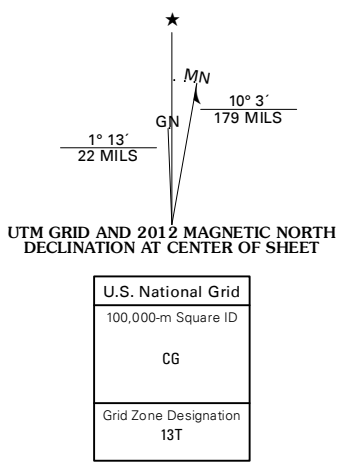 ★
MN
GN
10° 3´
179 MILS
1° 13´
22 MILS
UTM GRID AND 2012 MAGNETIC NORTH
DECLINATION AT CENTER OF SHEET
U.S. National Grid
100,000-m Square ID
CG
Grid Zone Designation
13T